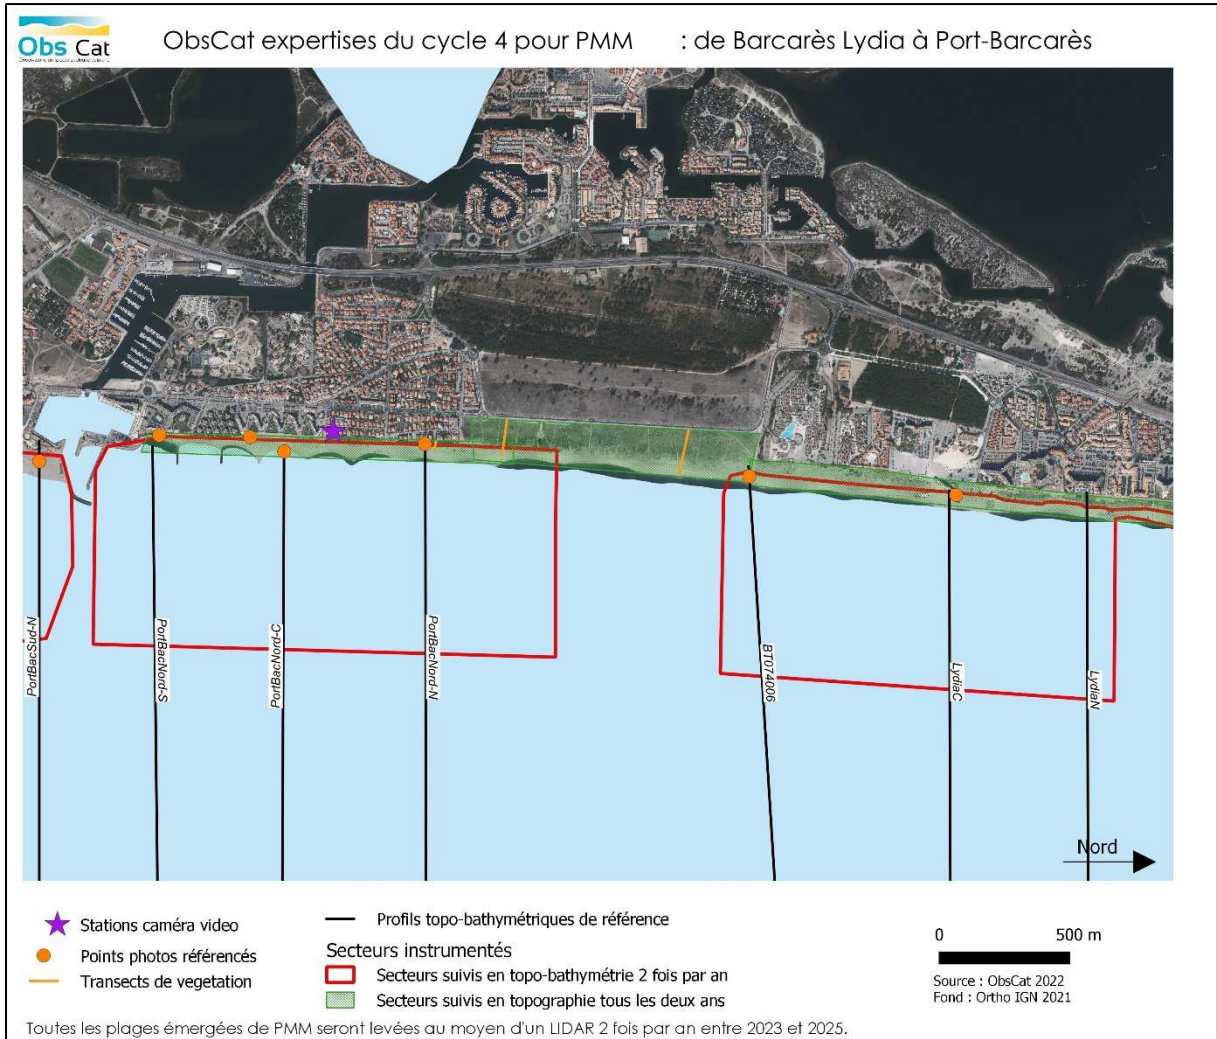 Obs Cat
ObsCat expertises du cycle 4 pour PMM : de Barcarès Lydia à Port-Barcarès
PortBacSud-N
PortBacNord-S
PortBacNord-C
PortBacNord-N
BT074006
LydiaC
LydiaN
Nord
Stations caméra video
Points photos référencés
Transects de vegetation
Profils topo-bathymétriques de référence
Secteurs instrumentés
Secteurs suivis en topo-bathymétrie 2 fois par an
Secteurs suivis en topographie tous les deux ans
0 500 m
Source : ObsCat 2022
Fond : Ortho IGN 2021
Toutes les plages émergées de PMM seront levées au moyen d'un LIDAR 2 fois par an entre 2023 et 2025.